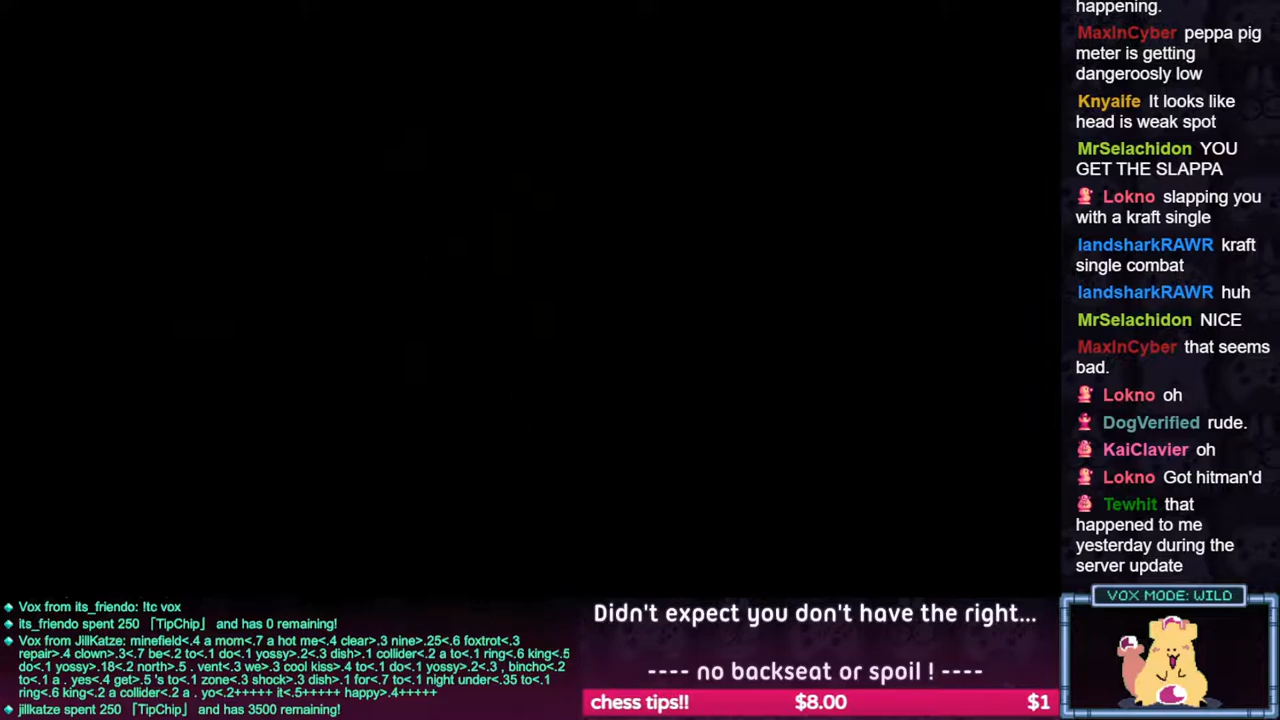 happening.
MaxInCyber peppa pig
meter is getting
dangeroosly low
Knyaife It looks like
head is weak spot
MrSelachidon YOU
GET THE SLAPPA
Lokno slapping you
with a kraft single
landsharkRAWR kraft
single combat
landsharkRAWR huh
MrSelachidon NICE
MaxInCyber that seems
bad.
Lokno oh
DogVerified rude.
KaiClavier oh
Lokno Got hitman'd
Tewhit that
happened to me
yesterday during the
server update
Vox from its_friendo: !tc vox
its_friendo spent 250 「TipChip」 and has 0 remaining!
Vox from JillKatze: minefield<.4 a mom<.7 a hot me<.4 clear<.3 nine>.25<.6 foxtrot<.3
repair>.4 clown>.3<.7 be<.2 to<.1 do<.1 yossy>.2<.3 dish>.1 collider<.2 a to<.1 ring<.6 king<.5
do<.1 yossy>.18<.2 north>.5 . vent<.3 we>.3 cool kiss>.4 to<.1 do<.1 yossy>.2<.3 , bincho<.2
to<.1 a . yes<.4 get>.5 's to<.1 zone<.3 shock>.3 dish>.1 for<.7 to<.1 night under<.35 to<.1
ring<.6 king<.2 a collider<.2 a . yo<.2+++++ it<.5+++++ happy>.4+++++
jillkatze spent 250 「TipChip」 and has 3500 remaining!
Didn't expect you don't have the right...
---- no backseat or spoil ! ----
chess tips!! $8.00 $1
VOX MODE: WILD